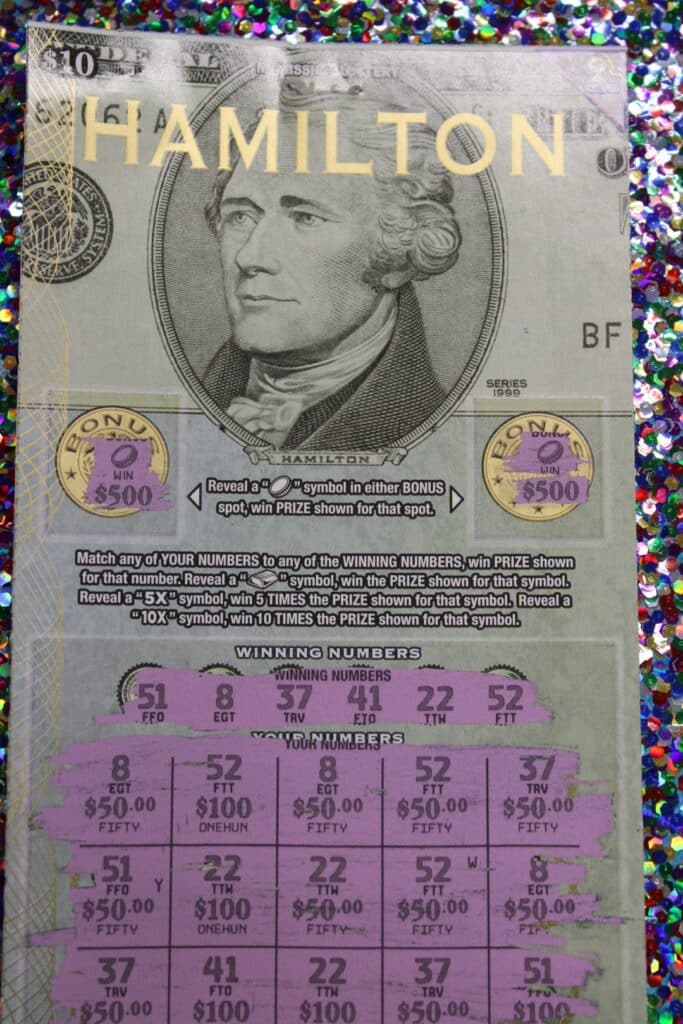 $10
MISSISSIPPI LOTTERY
HAMILTON
BF
SERIES
1999
HAMILTON
BONUS
WIN
$500
Reveal a " " symbol in either BONUS
spot, win PRIZE shown for that spot.
BONUS
BONUS
WIN
$500
Match any of YOUR NUMBERS to any of the WINNING NUMBERS, win PRIZE shown
for that number. Reveal a " " symbol, win the PRIZE shown for that symbol.
Reveal a "5X" symbol, win 5 TIMES the PRIZE shown for that symbol. Reveal a
"10X" symbol, win 10 TIMES the PRIZE shown for that symbol.
WINNING NUMBERS
WINNING NUMBERS
51 8 37 41 22 52
FFO EGT TRV FTO TTW FTT
YOUR NUMBERS
YOUR NUMBERS
8 52 8 52 37
EGT FTT EGT FTT TRV
$50.00 $100 $50.00 $50.00 $50.00
FIFTY ONEHUN FIFTY FIFTY FIFTY
51 22 22 52 W 8
FFO Y TTW TTW FTT EGT
$50.00 $100 $50.00 $50.00 $50.00
FIFTY ONEHUN FIFTY FIFTY
37 41 22 37 51
TRV FTO TTW TRV FFO
$50.00 $100 $100 $50.00 $100